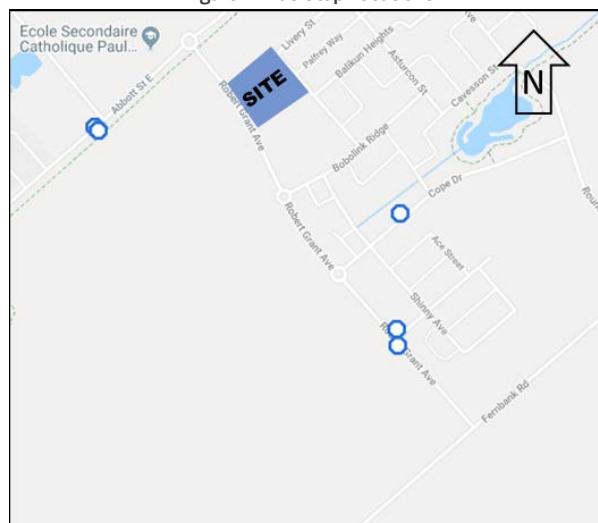 Ecole Secondaire
Catholique Paul...
Abbott St E
SITE
Livery St
Palfrey Way
Balikun Heights
Asturcon St
Ave
Cavesson St
N
Robert Grant Ave
Bobolink Ridge
Cope Dr
Robert Grant Ave
Ace Street
Shinny Ave
Robert Grant Ave
Fernbank Rd